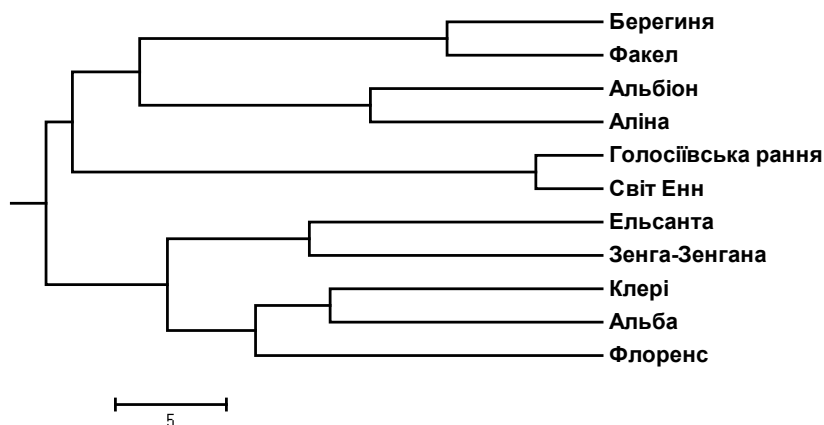 Берегиня
Факел
Альбіон
Аліна
Голосіївська рання
Світ Енн
Ельсанта
Зенга-Зенгана
Клері
Альба
Флоренс
5